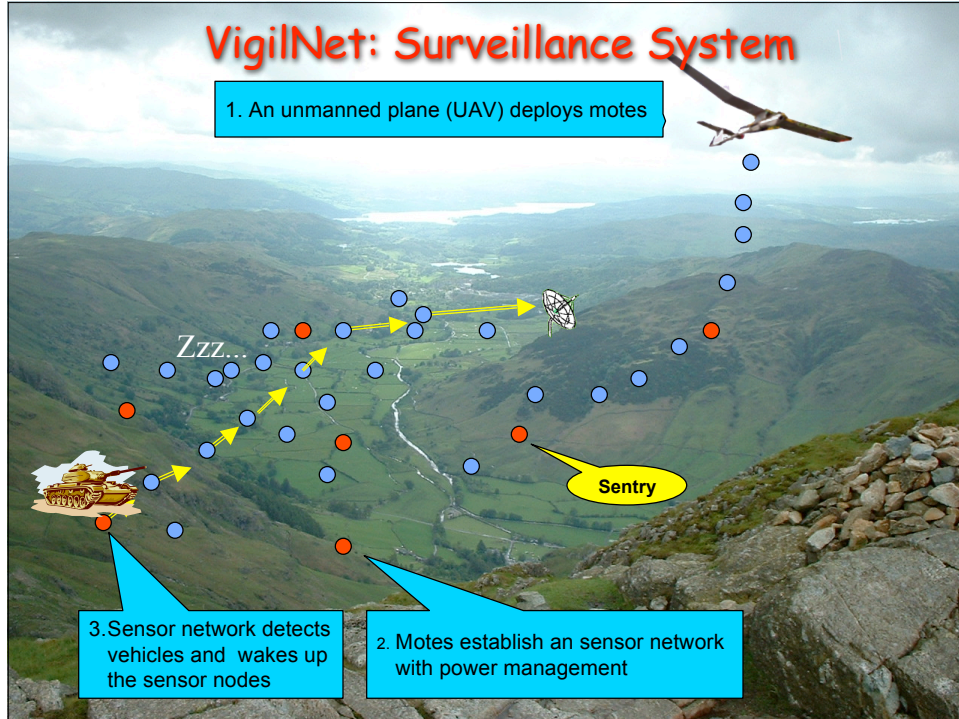 VigilNet: Surveillance System
1. An unmanned plane (UAV) deploys motes
Zzz...
Sentry
3.Sensor network detects
vehicles and wakes up
the sensor nodes
2. Motes establish an sensor network
with power management